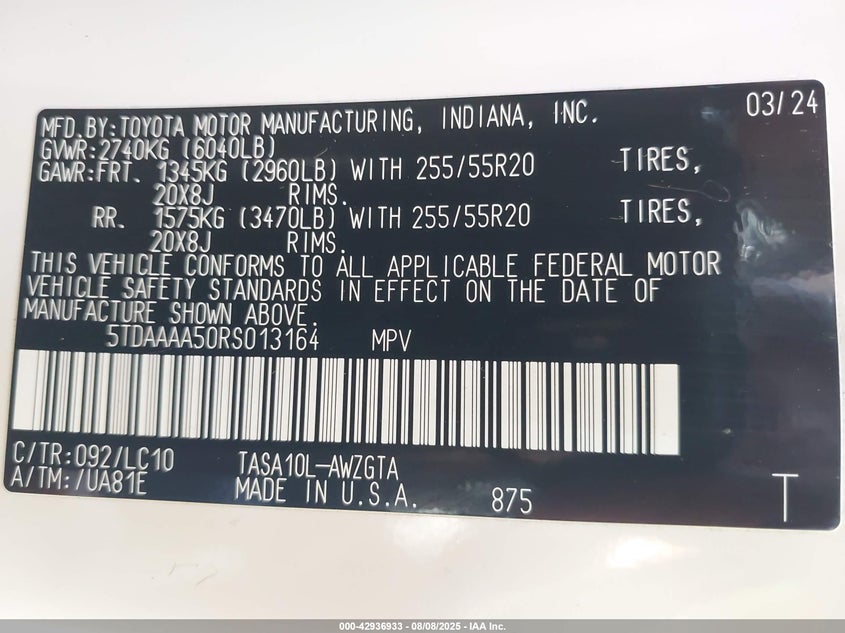 03/24
MFD.BY:TOYOTA MOTOR MANUFACTURING, INDIANA, INC.
GVWR:2740KG (6040LB)
GAWR:FRT. 1345KG (2960LB) WITH 255/55R20 TIRES,
20X8J RIMS.
RR. 1575KG (3470LB) WITH 255/55R20 TIRES,
20X8J RIMS.
THIS VEHICLE CONFORMS TO ALL APPLICABLE FEDERAL MOTOR
VEHICLE SAFETY STANDARDS IN EFFECT ON THE DATE OF
MANUFACTURE SHOWN ABOVE.
5TDAAAA50RS013164 MPV
C/TR:092/LC10 TASA10L-AWZGTA
A/TM:/UA81E MADE IN U.S.A. 875 T
000-42936933 - 08/08/2025 - IAA Inc.